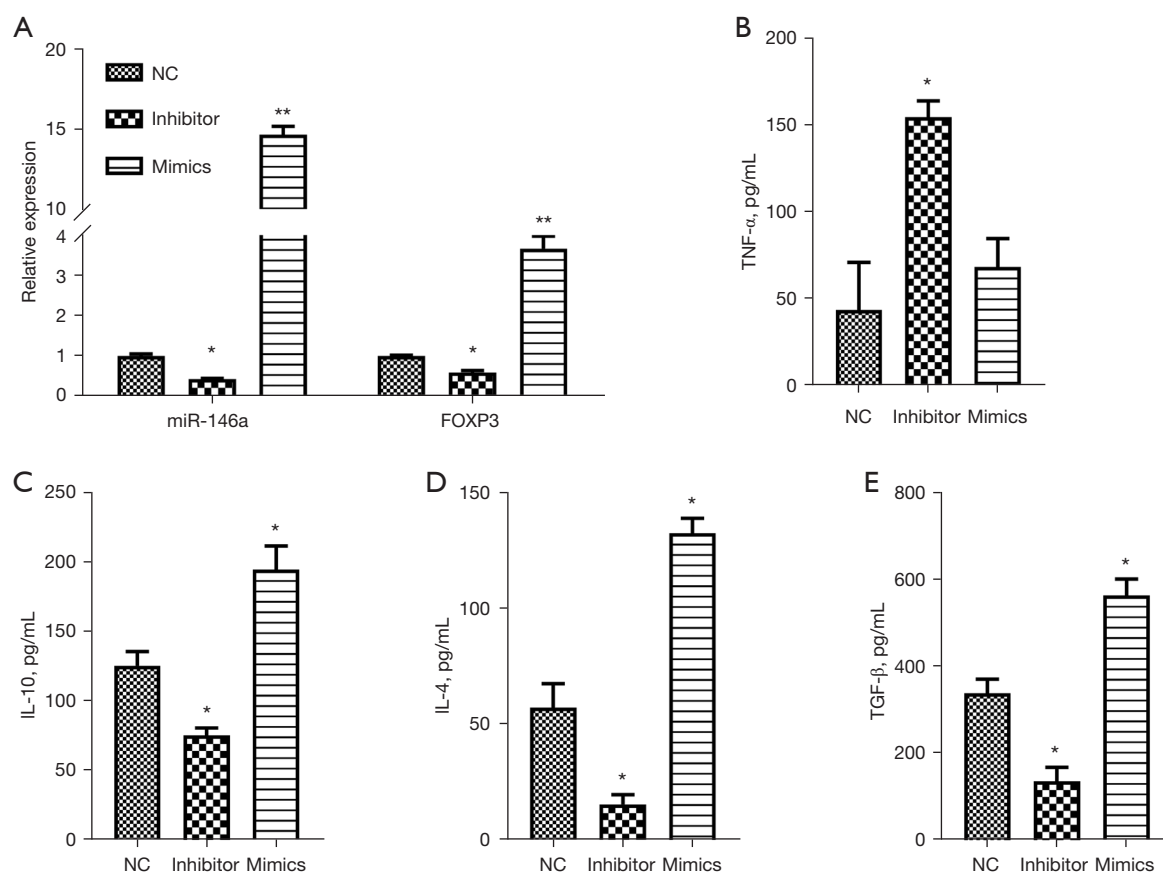 A
Relative expression
20
15
10
4
3
2
1
0
NC
Inhibitor
Mimics
*
**
*
**
miR-146a
FOXP3
B
TNF-α, pg/mL
200
150
100
50
0
*
NC
Inhibitor
Mimics
C
IL-10, pg/mL
250
200
150
100
50
0
*
*
NC
Inhibitor
Mimics
D
IL-4, pg/mL
150
100
50
0
*
*
NC
Inhibitor
Mimics
E
TGF-β, pg/mL
800
600
400
200
0
*
*
NC
Inhibitor
Mimics